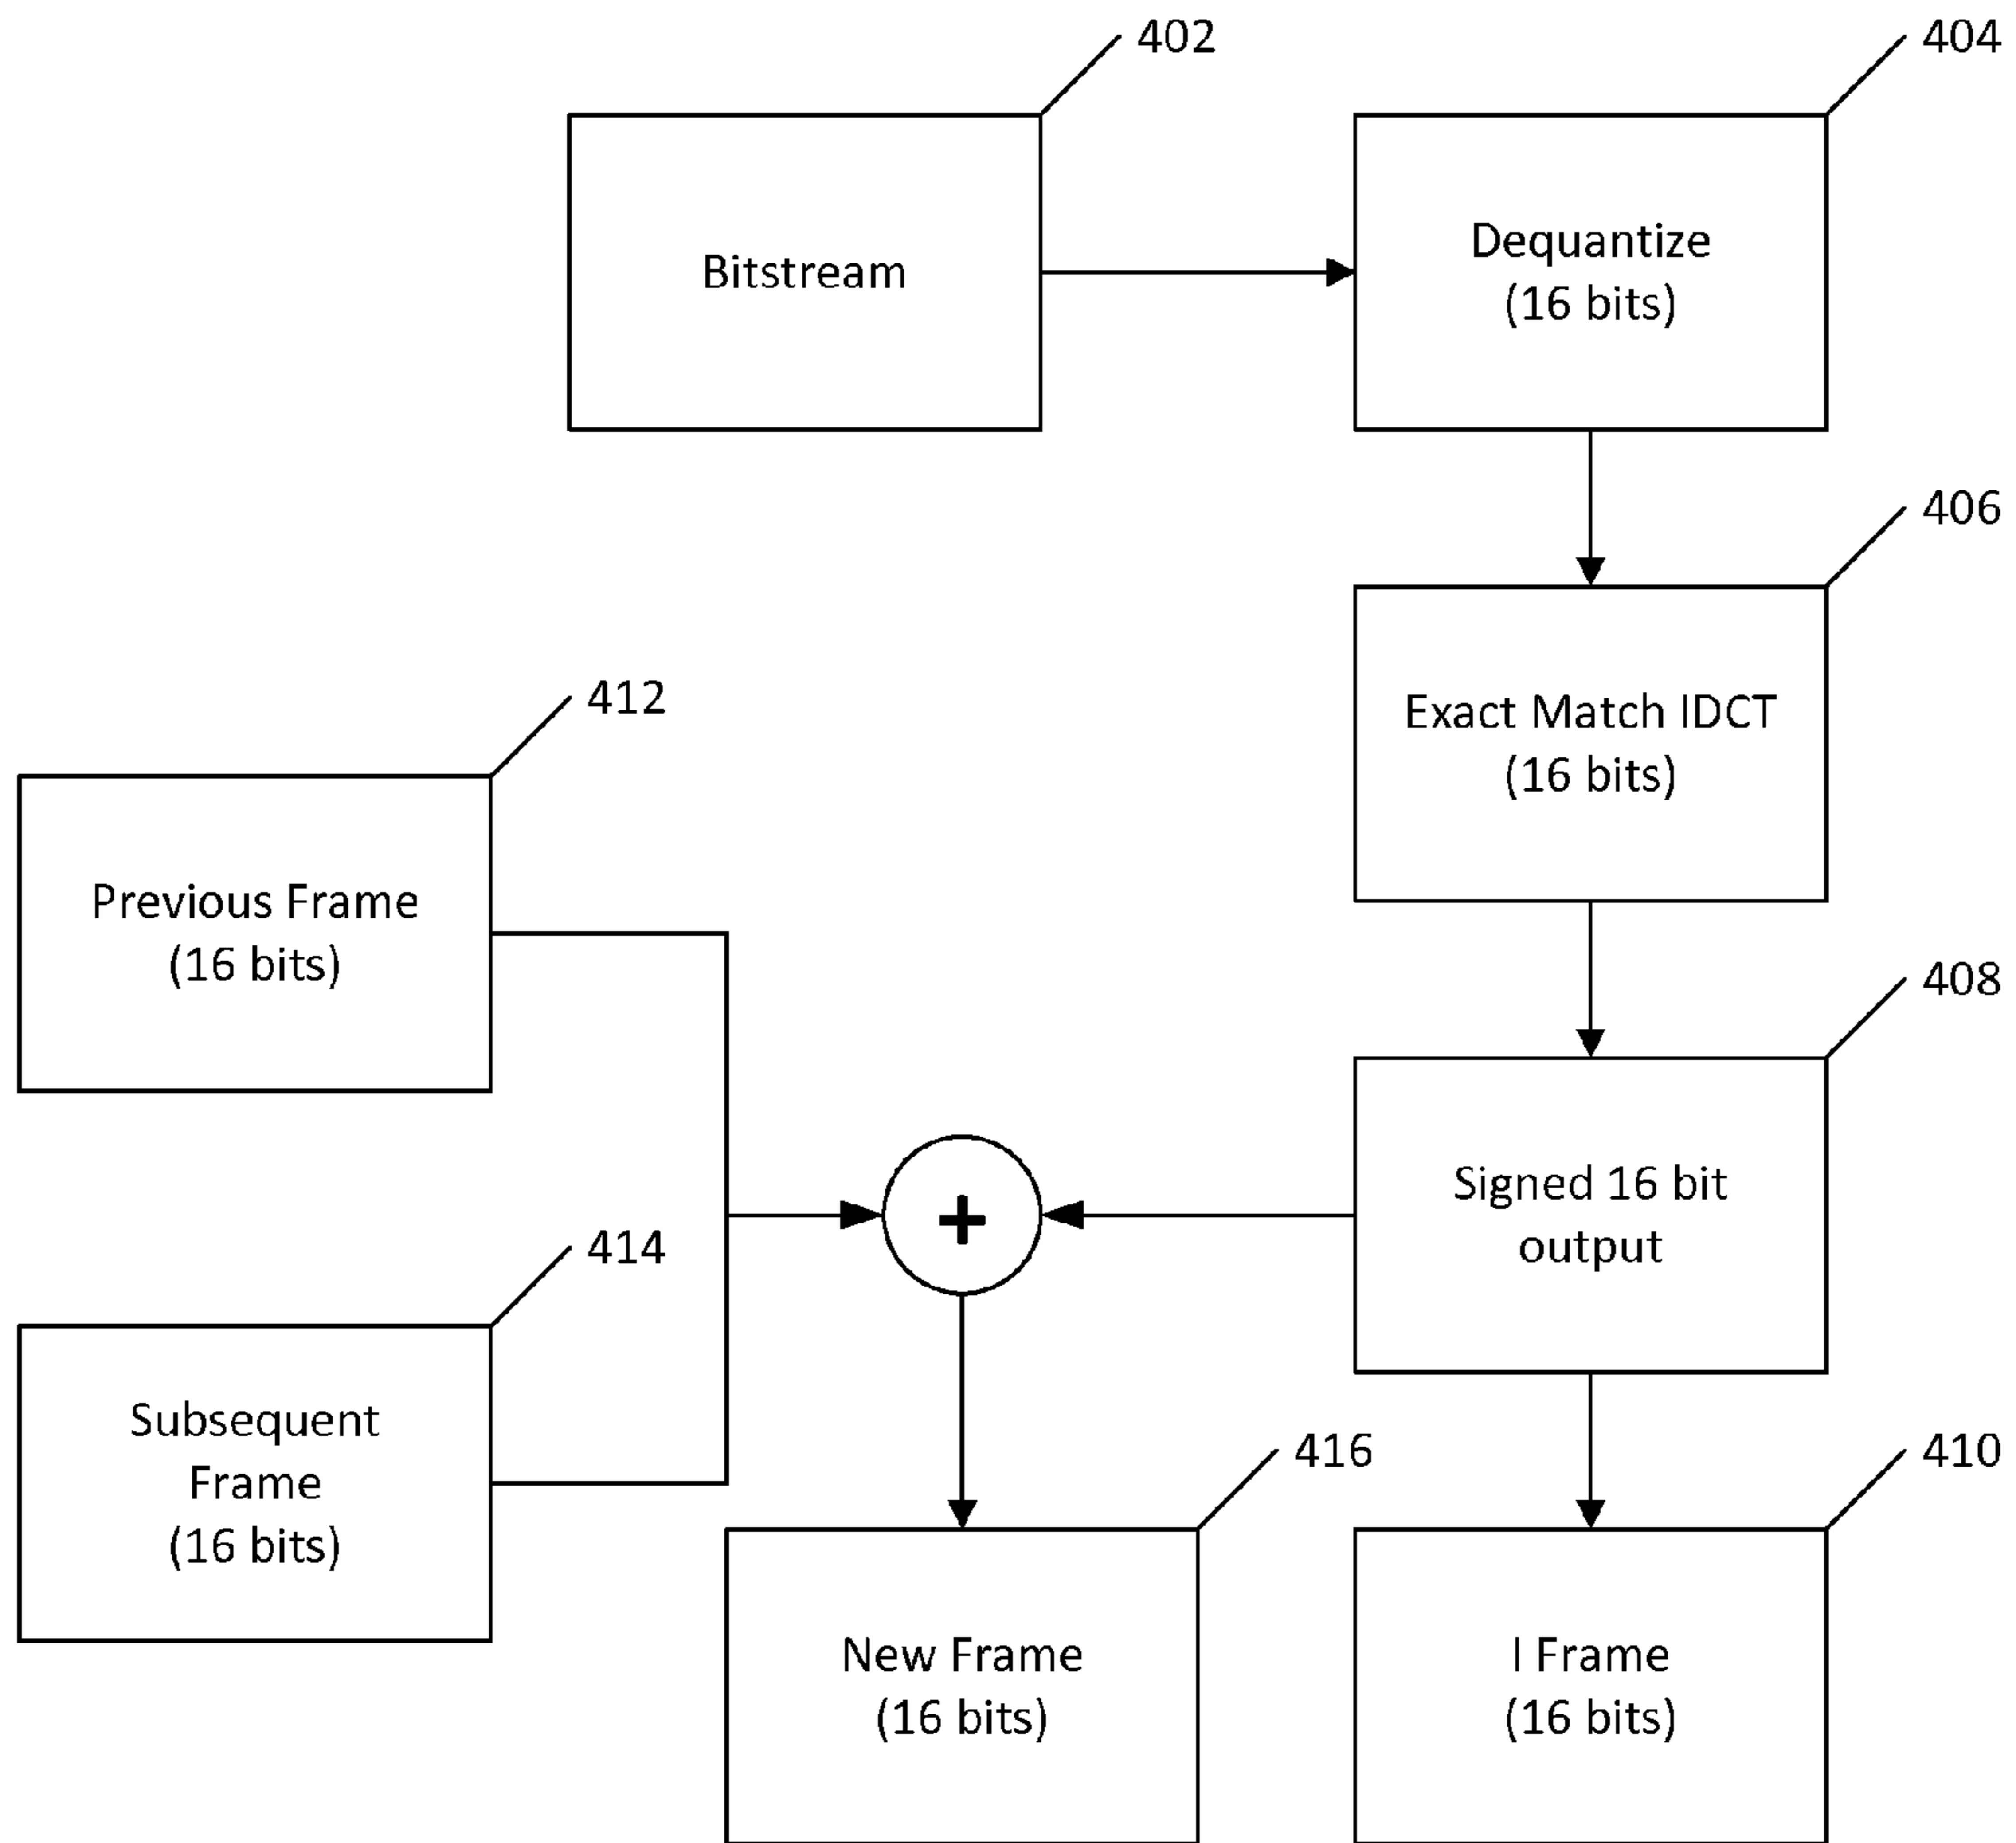 402
404
Bitstream
Dequantize
(16 bits)
406
Exact Match IDCT
(16 bits)
412
Previous Frame
(16 bits)
408
Signed 16 bit
output
+
414
Subsequent
Frame
(16 bits)
416
New Frame
(16 bits)
410
I Frame
(16 bits)